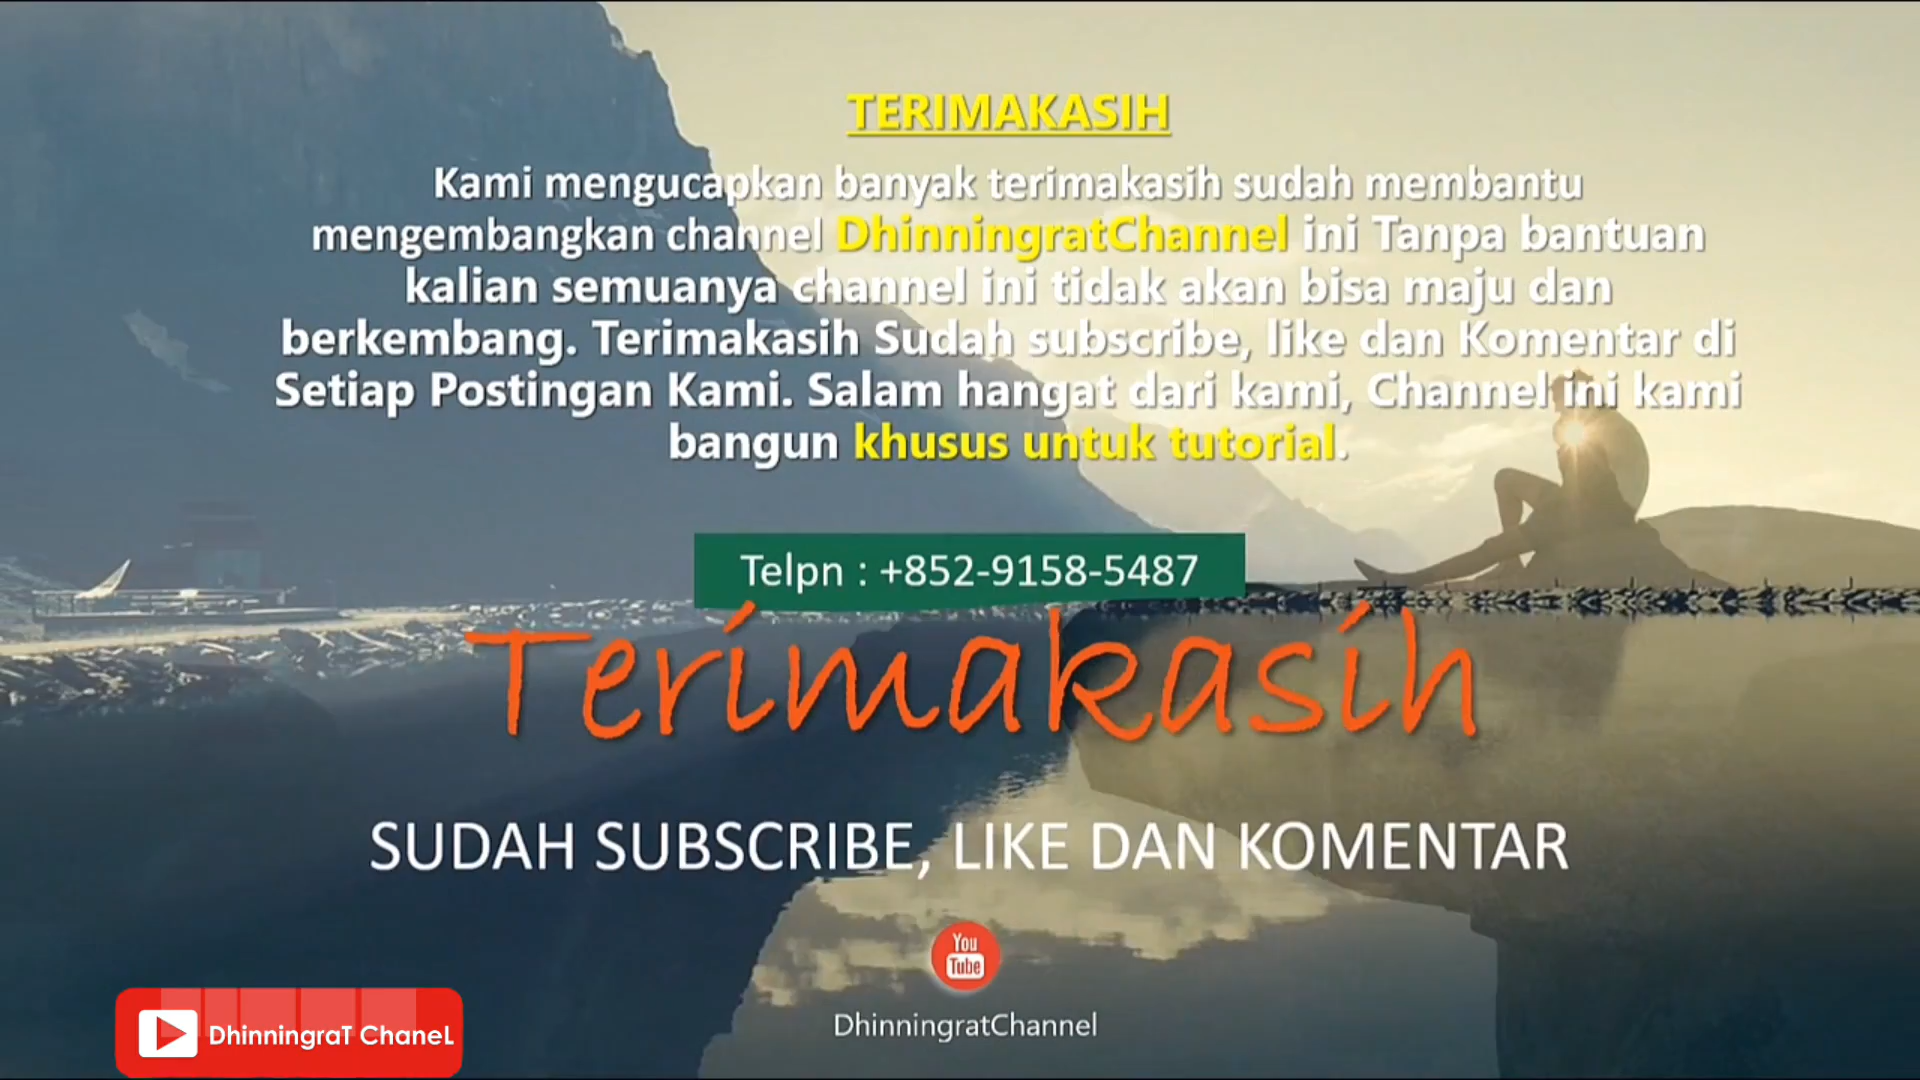 TERIMAKASIH
Kami mengucapkan banyak terimakasih sudah membantu
mengembangkan channel DhinningratChannel ini Tanpa bantuan
kalian semuanya channel ini tidak akan bisa maju dan
berkembang. Terimakasih Sudah subscribe, like dan Komentar di
Setiap Postingan Kami. Salam hangat dari kami, Channel ini kami
bangun khusus untuk tutorial.
Telpn : +852-9158-5487
Terimakasih
SUDAH SUBSCRIBE, LIKE DAN KOMENTAR
You
Tube
DhinningratChannel
DhinningraT ChaneL